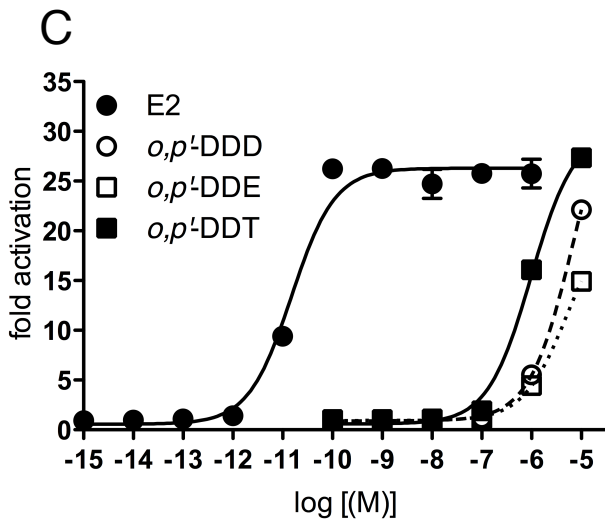 C
35
30
25
20
15
10
5
0
fold activation
E2
o,p'-DDD
o,p'-DDE
o,p'-DDT
-15 -14 -13 -12 -11 -10 -9 -8 -7 -6 -5
log [(M)]